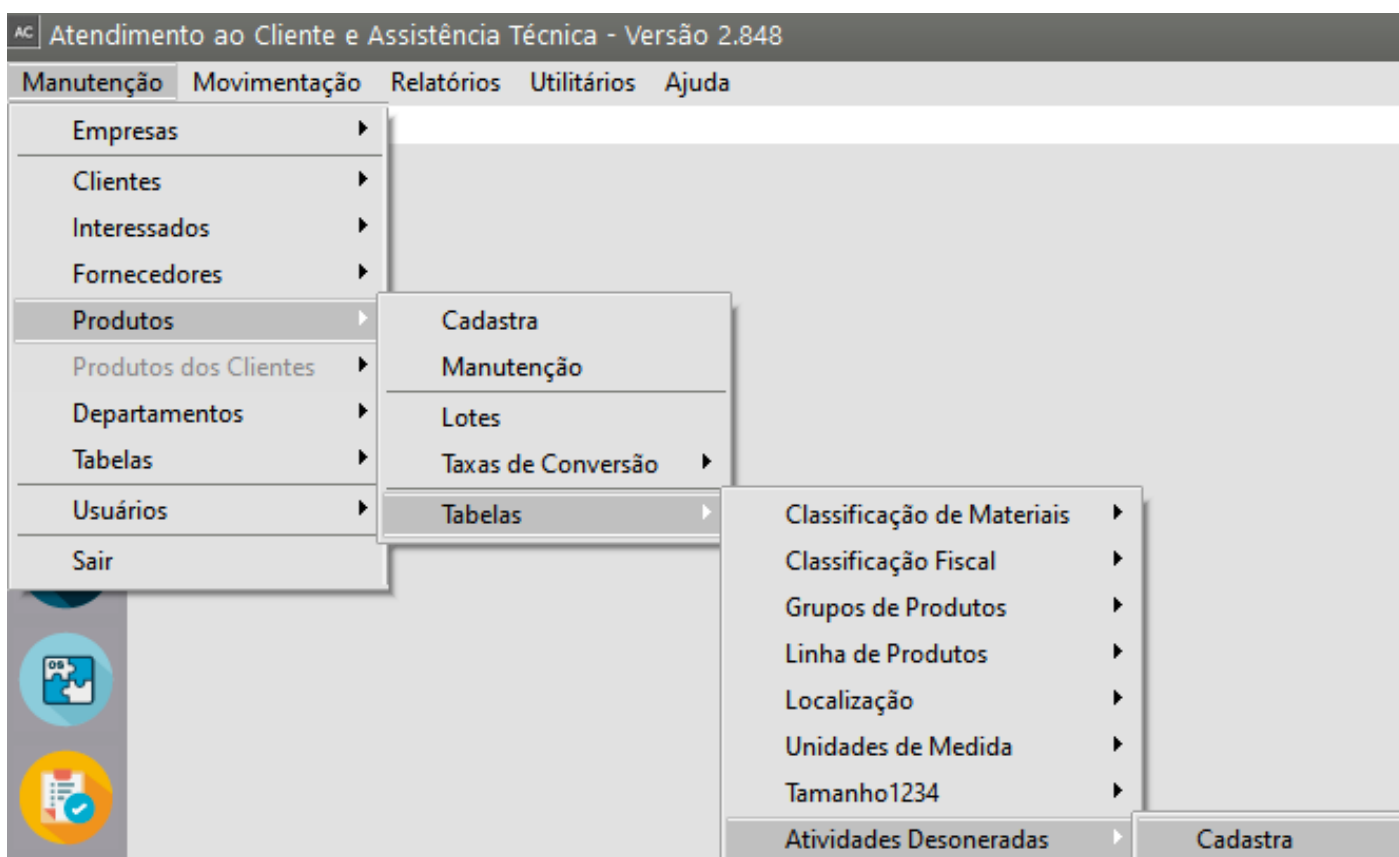 AC Atendimento ao Cliente e Assistência Técnica - Versão 2.848
Manutenção Movimentação Relatórios Utilitários Ajuda
Empresas
Clientes
Interessados
Fornecedores
Produtos
Produtos dos Clientes
Departamentos
Tabelas
Usuários
Sair
Cadastra
Manutenção
Lotes
Taxas de Conversão
Tabelas
Classificação de Materiais
Classificação Fiscal
Grupos de Produtos
Linha de Produtos
Localização
Unidades de Medida
Tamanho1234
Atividades Desoneradas
Cadastra
OS